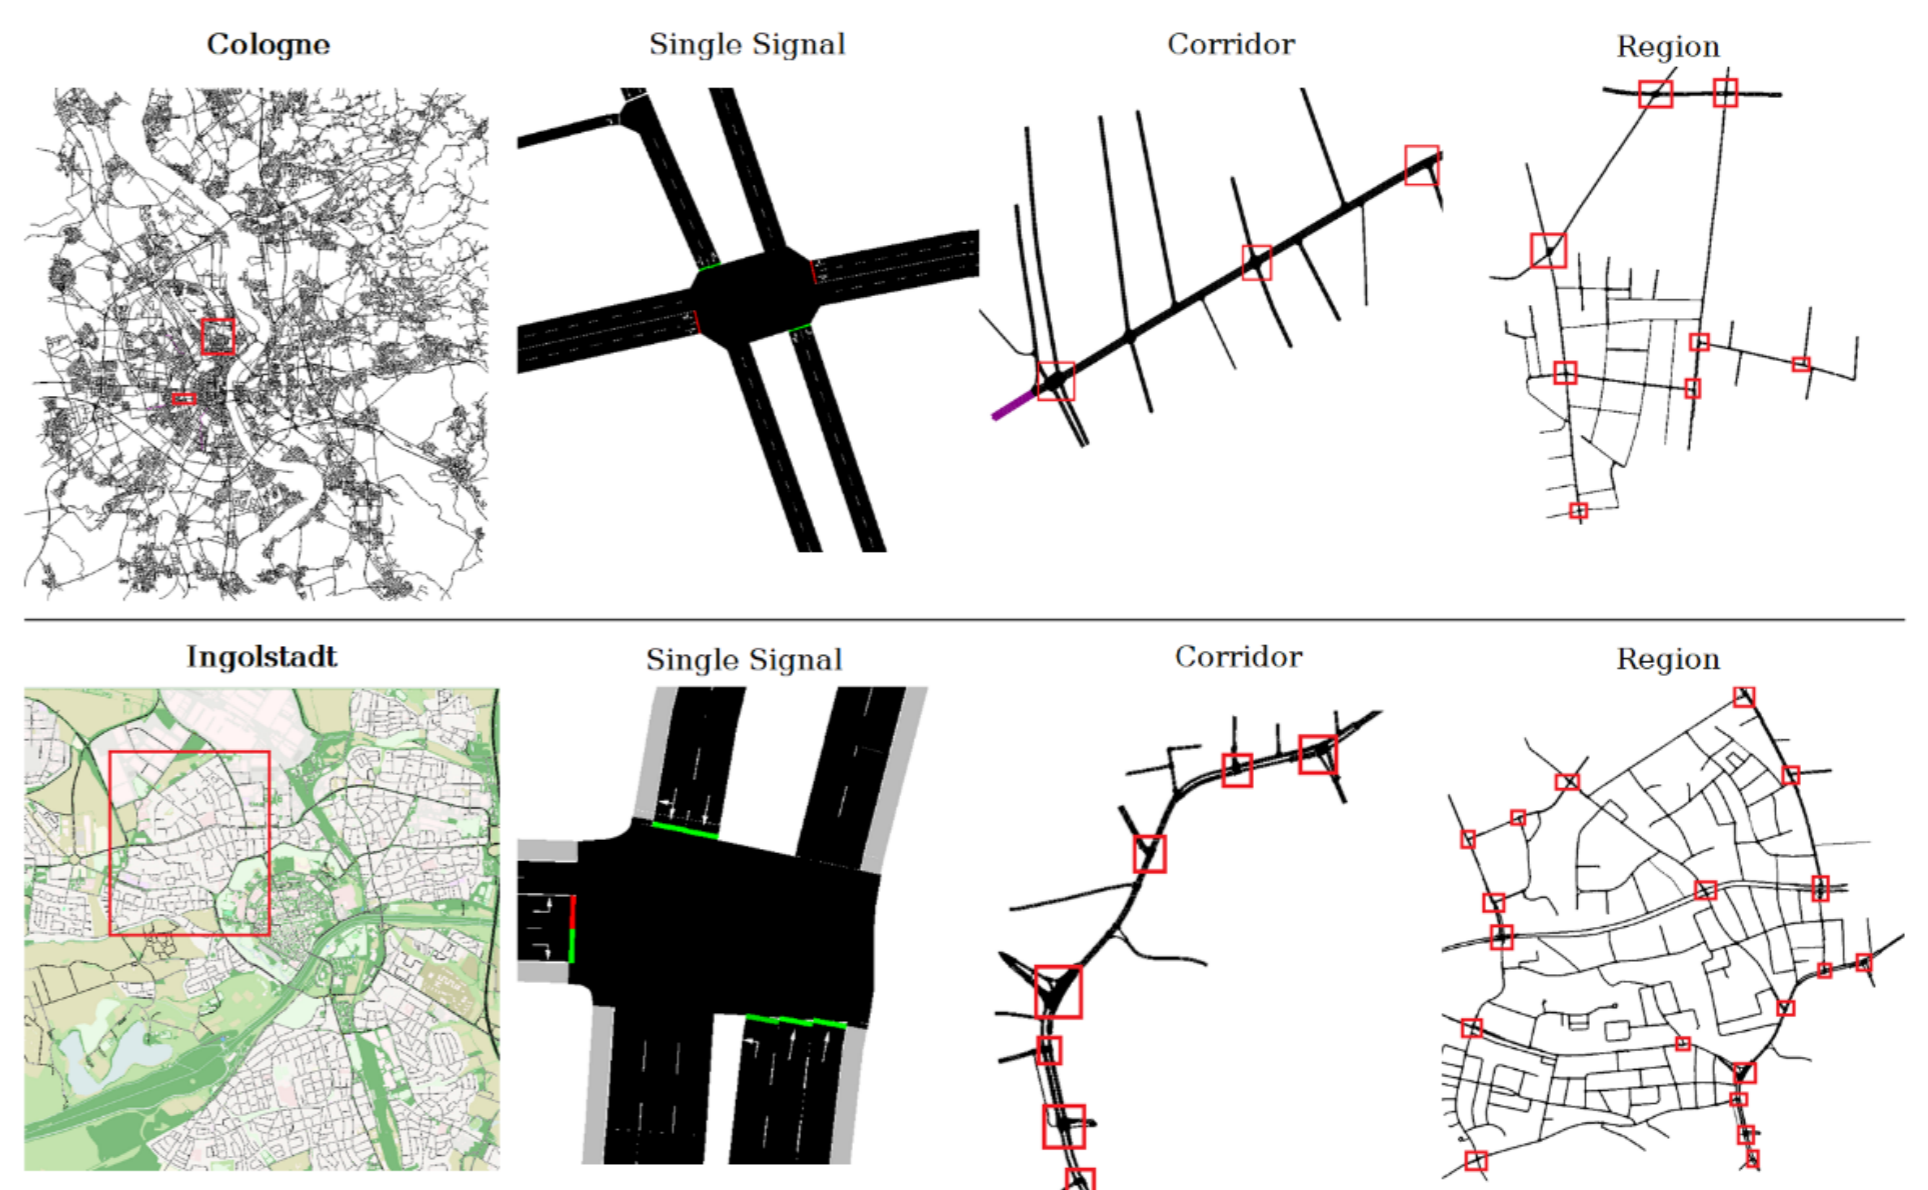 Cologne
Single Signal
Corridor
Region
Ingolstadt
Single Signal
Corridor
Region